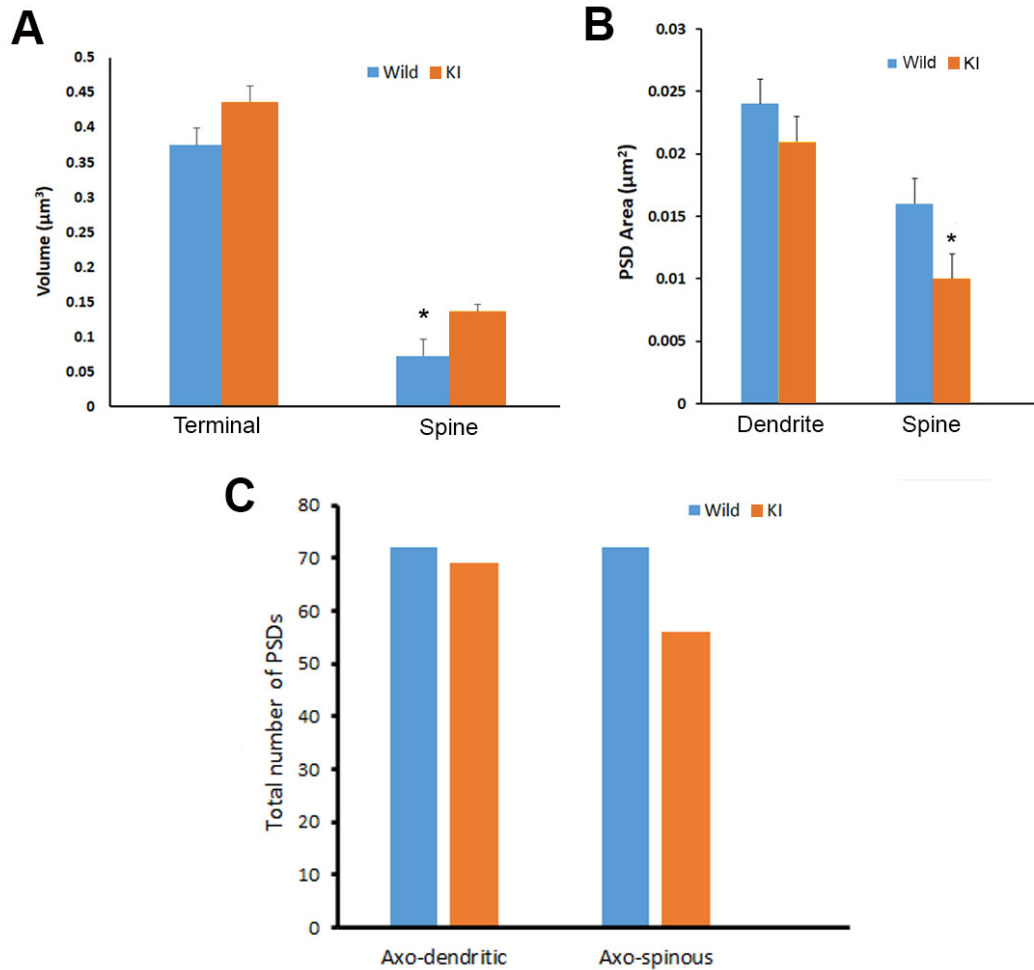 A
Wild KI
0.5
0.45
0.4
0.35
0.3
0.25
0.2
0.15
0.1
0.05
0
Volume (µm³)
*
Terminal Spine
B
Wild KI
0.03
0.025
0.02
0.015
0.01
0.005
0
PSD Area (µm²)
*
Dendrite Spine
C
Wild KI
80
70
60
50
40
30
20
10
0
Total number of PSDs
Axo-dendritic Axo-spinous